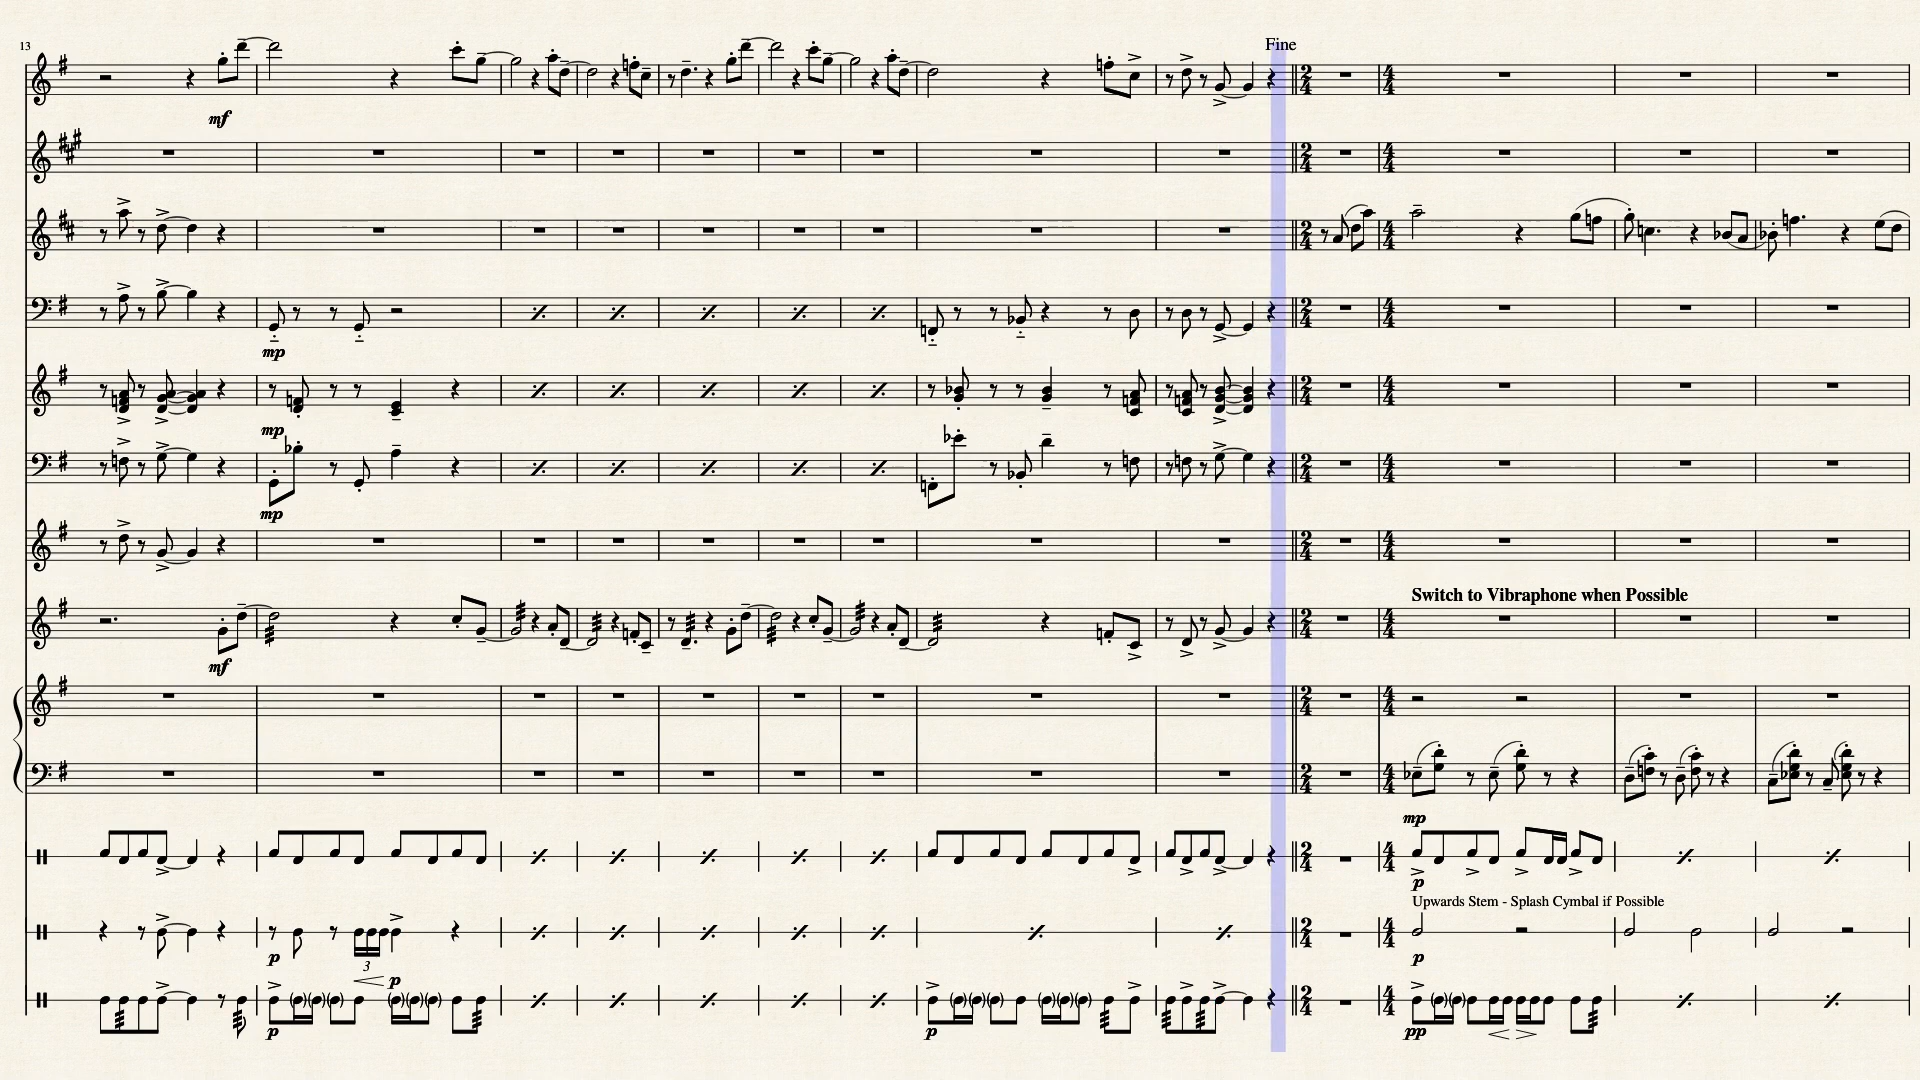 13
Fine
mf
mp
mp
mp
Switch to Vibraphone when Possible
mf
mp
p
Upwards Stem - Splash Cymbal if Possible
p
3
p
p
p
p
pp